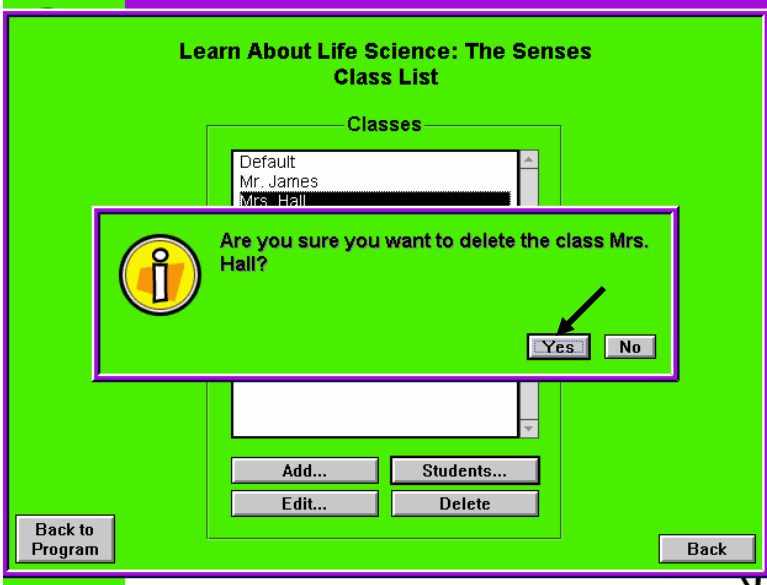 Learn About Life Science: The Senses
Class List
Classes
Default
Mr. James
Mrs. Hall
Are you sure you want to delete the class Mrs.
Hall?
Yes
No
Add...
Students...
Edit...
Delete
Back to
Program
Back